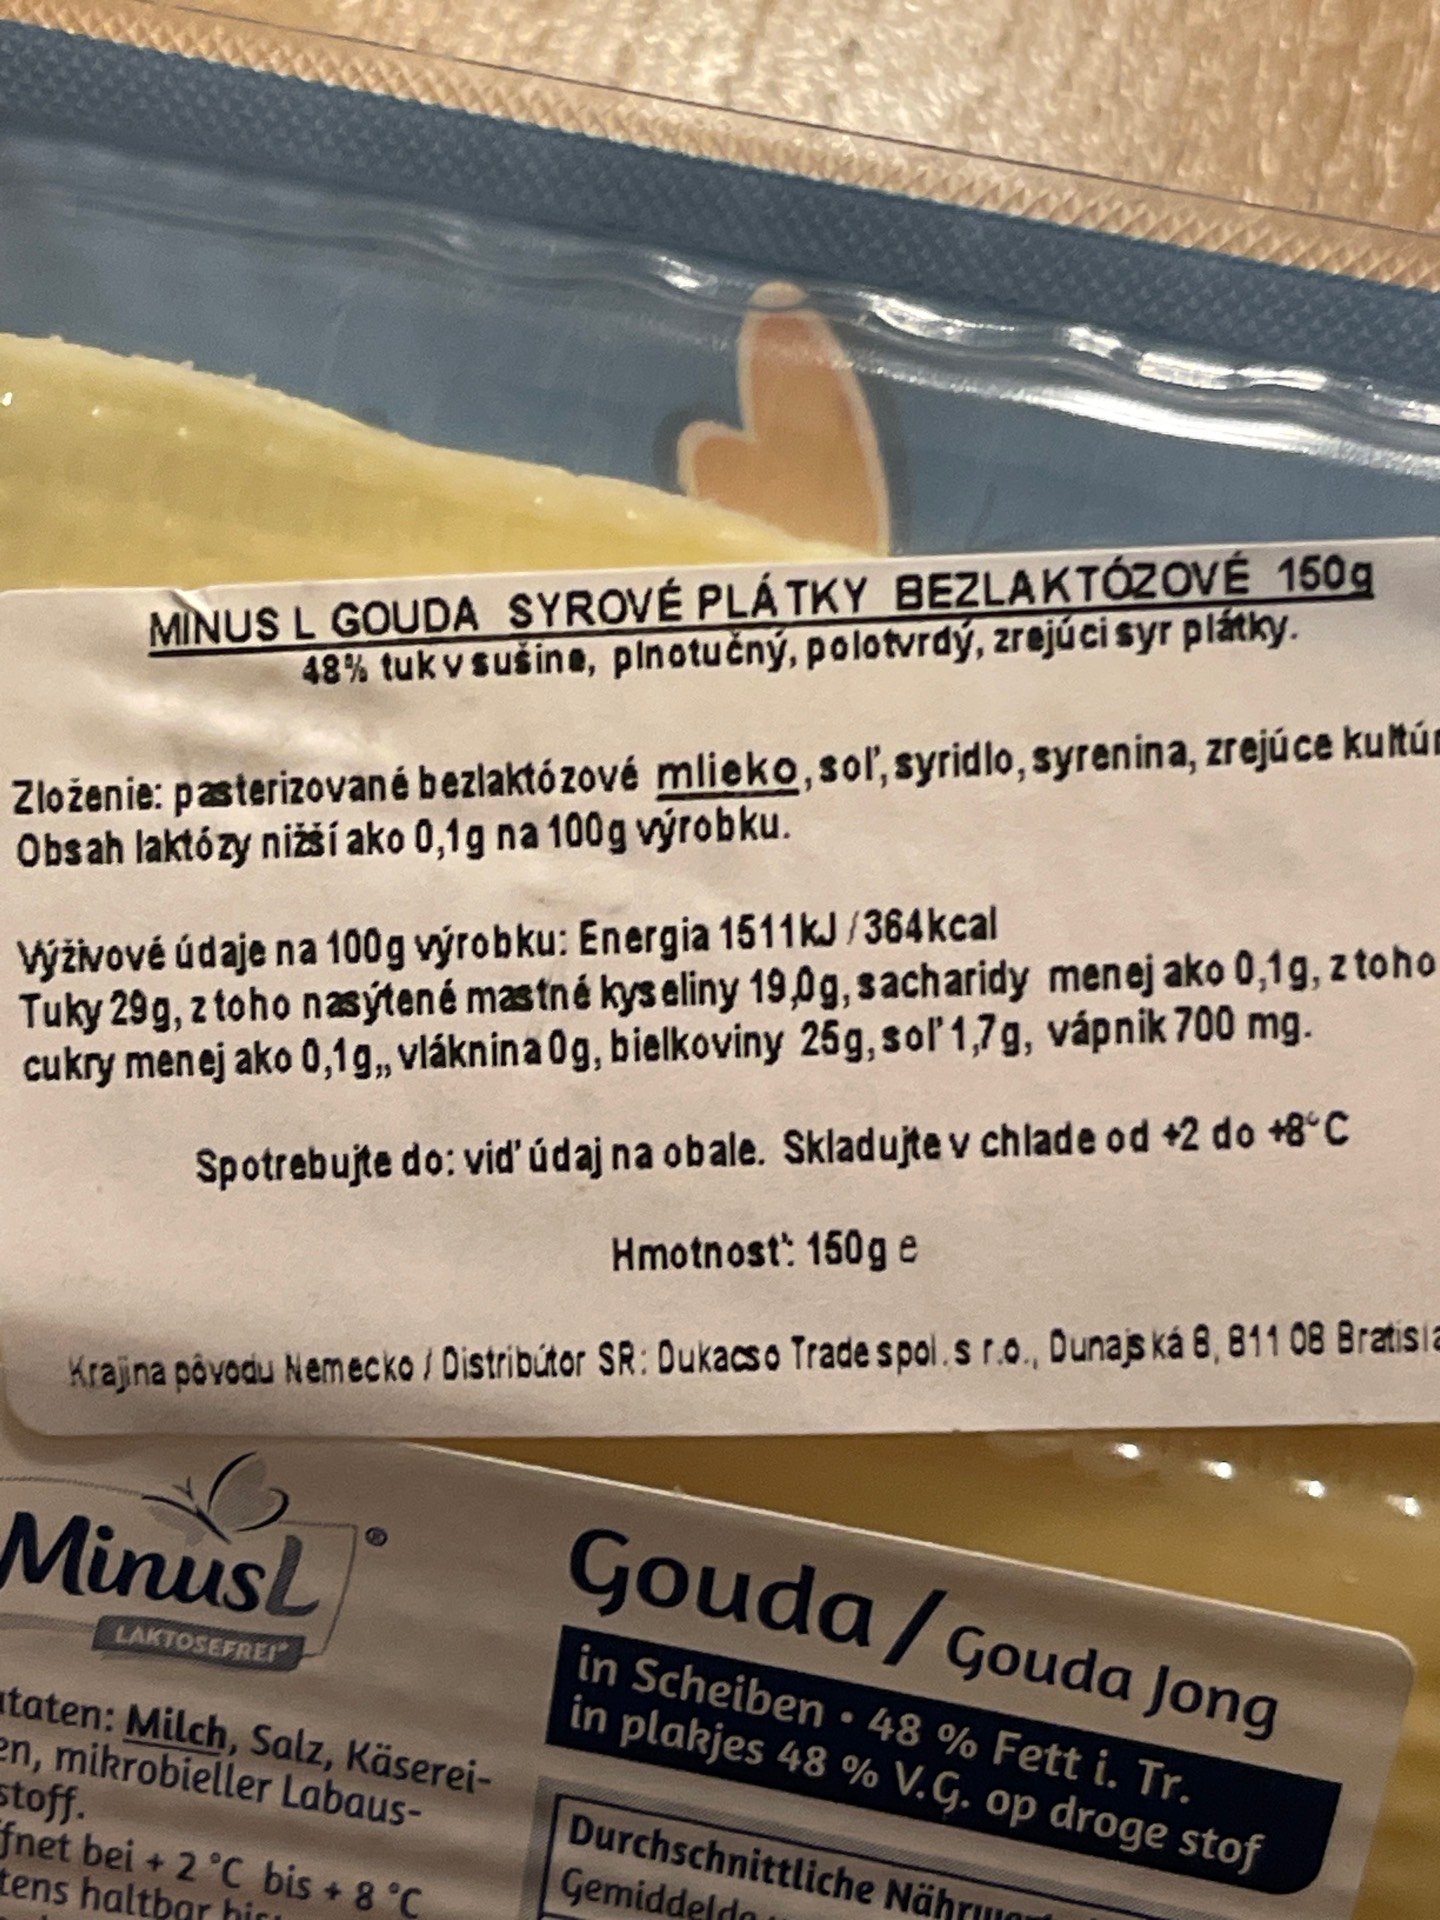 MINUS L GOUDA SYROVÉ PLÁTKY BEZLAKTÓZOVÉ 150g
48% tuk v sušine, plnotučný, polotvrdý, zrejúci syr plátky.
Zloženie: pasterizované bezlaktózové mlieko, soľ, syridlo, syrenina, zrejúce kultúr
Obsah laktózy nižší ako 0,1g na 100g výrobku.
Výživové údaje na 100g výrobku: Energia 1511kJ / 364kcal
Tuky 29g, z toho nasýtené mastné kyseliny 19,0g, sacharidy menej ako 0,1g, z toho
cukry menej ako 0,1g,, vláknina 0g, bielkoviny 25g, soľ 1,7g, vápnik 700 mg.
Spotrebujte do: viď údaj na obale. Skladujte v chlade od +2 do +8°C
Hmotnosť: 150g e
Krajina pôvodu Nemecko / Distribútor SR: Dukacso Trade spol. s r.o., Dunajská 8, 811 08 Bratisla
MinusL®
LAKTOSEFREI*
Gouda / Gouda Jong
in Scheiben • 48 % Fett i. Tr.
in plakjes 48 % V.G. op droge stof
taten: Milch, Salz, Käserei-
en, mikrobieller Labaus-
stoff.
fnet bei + 2 °C bis + 8 °C
tens haltbar
Durchschnittliche
Gemiddelde